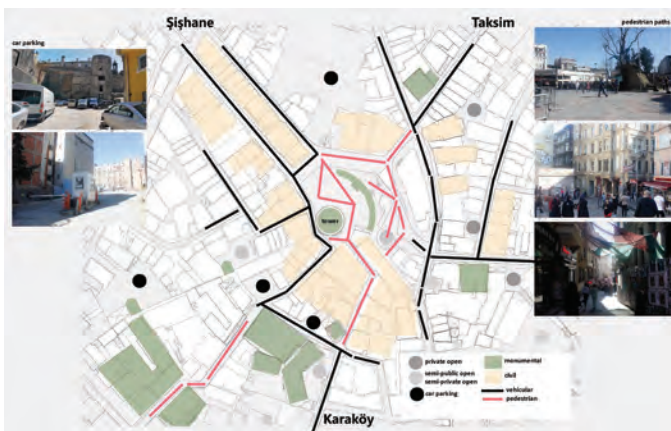 Şişhane
Taksim
car parking
pedestrian paths
tower
private open
semi-public open
semi-private open
car parking
monumental
civil
vehicular
pedestrian
Karaköy